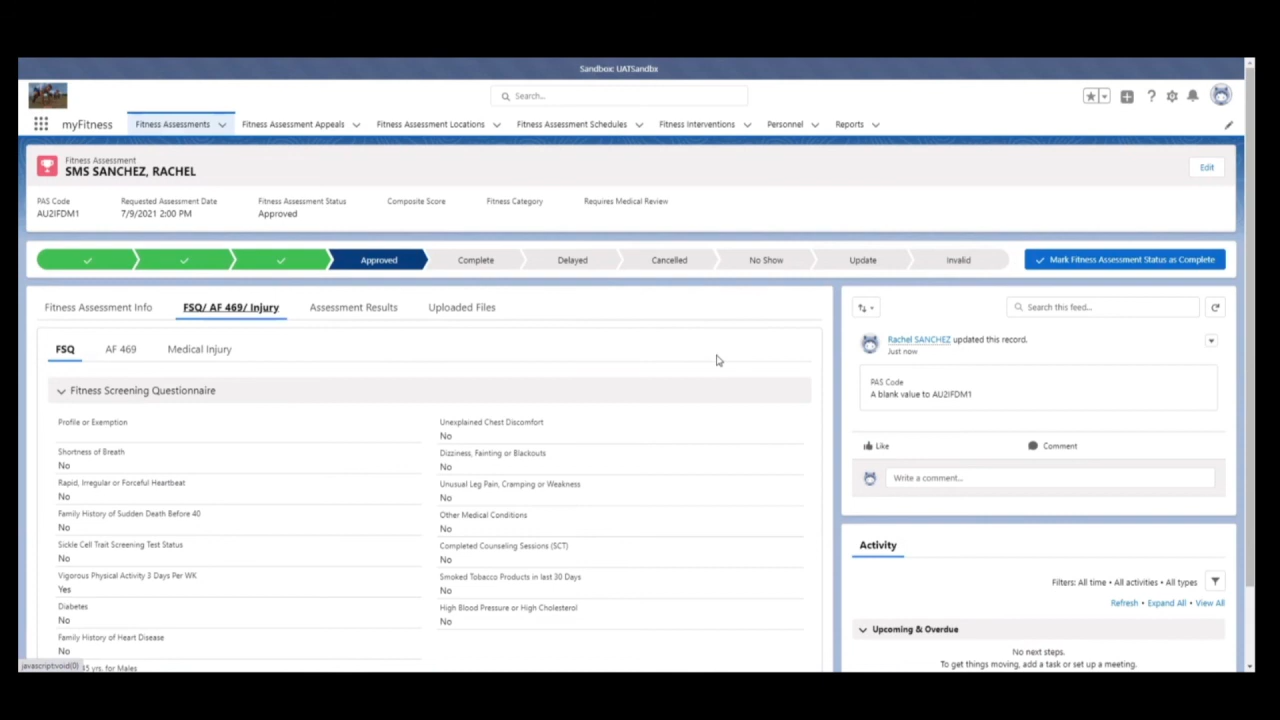 Sandbox: UATSandbx
Search...
myFitness
Fitness Assessments
Fitness Assessment Appeals
Fitness Assessment Locations
Fitness Assessment Schedules
Fitness Interventions
Personnel
Reports
Fitness Assessment
SMS SANCHEZ, RACHEL
Edit
PAS Code
Requested Assessment Date
Fitness Assessment Status
Composite Score
Fitness Category
Requires Medical Review
AU2IFDM1
7/9/2021 2:00 PM
Approved
Approved
Complete
Delayed
Cancelled
No Show
Update
Invalid
Mark Fitness Assessment Status as Complete
Fitness Assessment Info
FSQ/ AF 469/ Injury
Assessment Results
Uploaded Files
FSQ
AF 469
Medical Injury
Fitness Screening Questionnaire
Profile or Exemption
Shortness of Breath
No
Rapid, Irregular or Forceful Heartbeat
No
Family History of Sudden Death Before 40
No
Sickle Cell Trait Screening Test Status
No
Vigorous Physical Activity 3 Days Per WK
Yes
Diabetes
No
Family History of Heart Disease
No
yrs. for Males
javascript:void(0)
Unexplained Chest Discomfort
No
Dizziness, Fainting or Blackouts
No
Unusual Leg Pain, Cramping or Weakness
No
Other Medical Conditions
No
Completed Counseling Sessions (SCT)
No
Smoked Tobacco Products in last 30 Days
No
High Blood Pressure or High Cholesterol
No
Search this feed...
Rachel SANCHEZ updated this record.
Just now
PAS Code
A blank value to AU2IFDM1
Like
Comment
Write a comment...
Activity
Filters: All time • All activities • All types
Refresh • Expand All • View All
Upcoming & Overdue
No next steps.
To get things moving, add a task or set up a meeting.